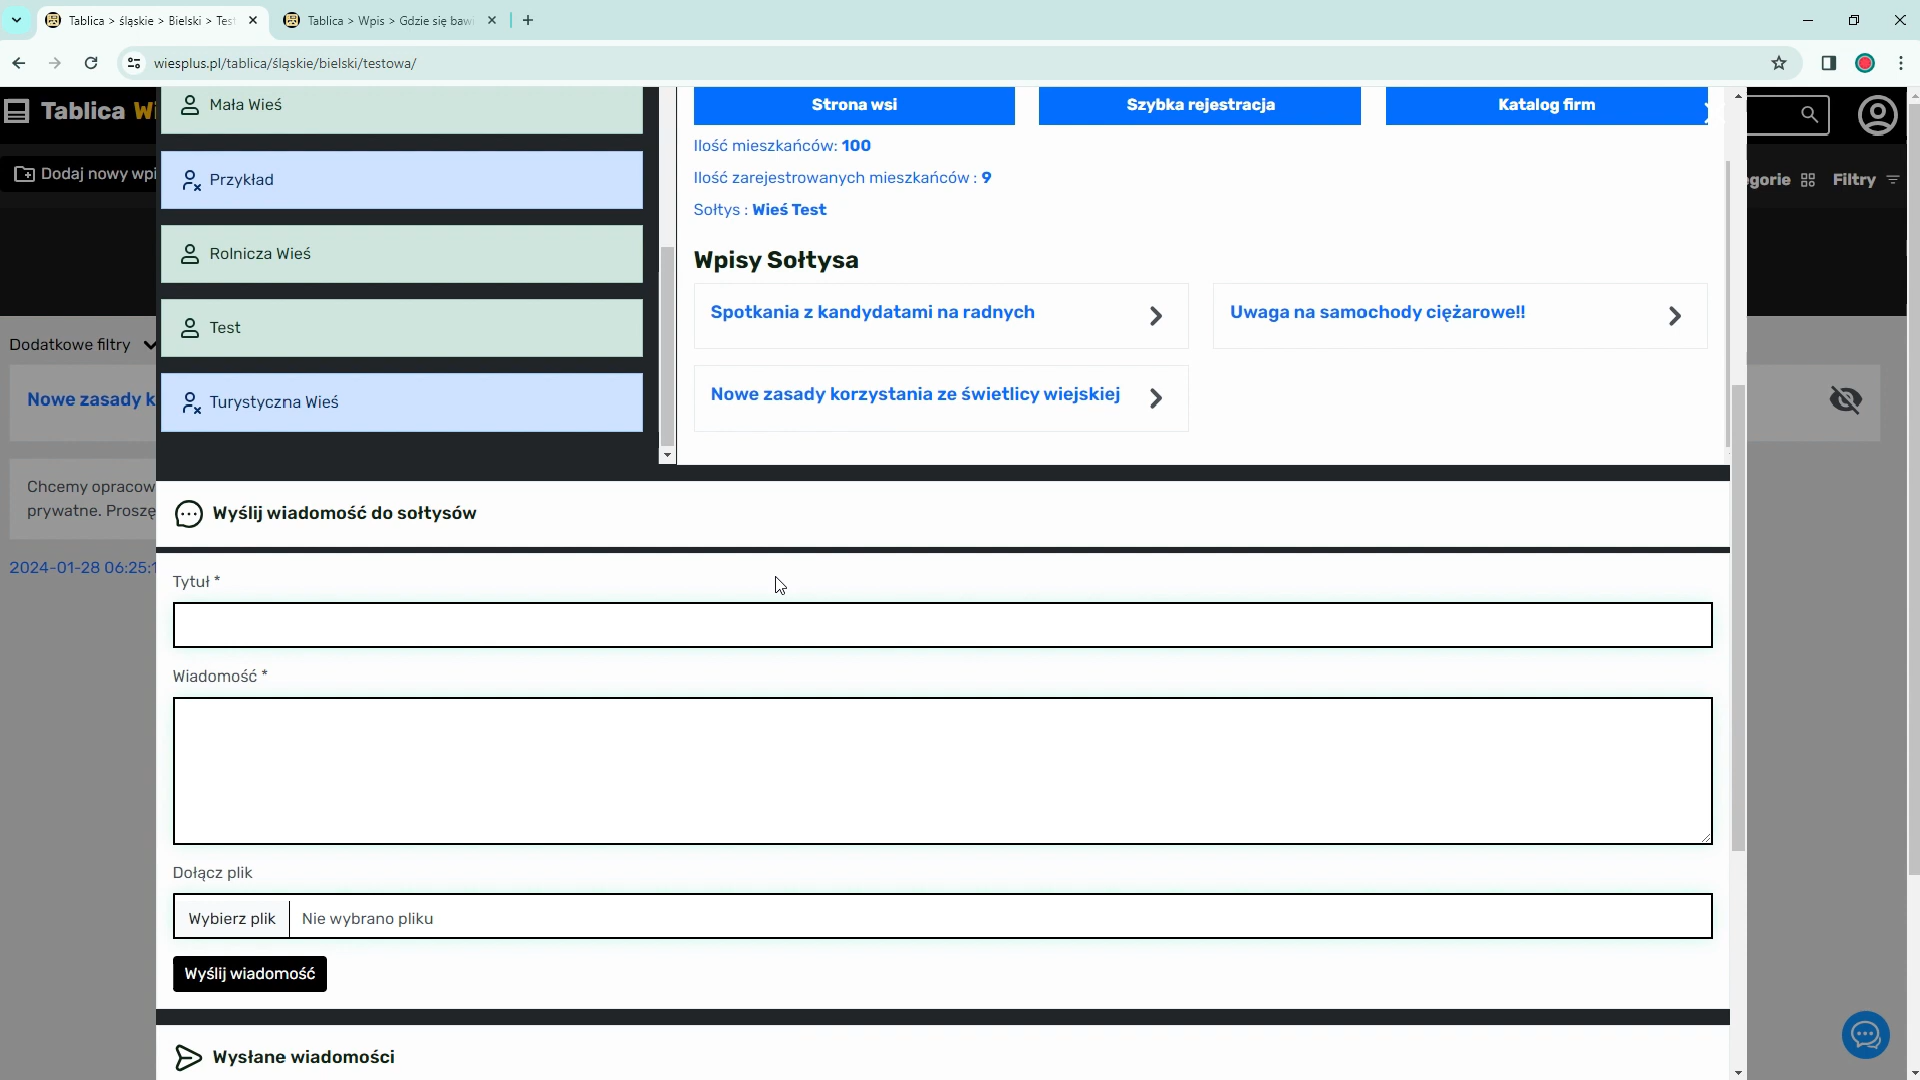 Tablica > śląskie > Bielski > Test
Tablica > Wpis > Gdzie się baw
wiesplus.pl/tablica/śląskie/bielski/testowa/
Tablica Wi
Dodaj nowy wpi
egorie
Filtry
Dodatkowe filtry
Nowe zasady k
Chcemy opracow
prywatne. Proszę
2024-01-28 06:25:1
Mała Wieś
Przykład
Rolnicza Wieś
Test
Turystyczna Wieś
Strona wsi
Szybka rejestracja
Katalog firm
Ilość mieszkańców: 100
Ilość zarejestrowanych mieszkańców : 9
Sołtys : Wieś Test
Wpisy Sołtysa
Spotkania z kandydatami na radnych
Uwaga na samochody ciężarowe!!
Nowe zasady korzystania ze świetlicy wiejskiej
Wyślij wiadomość do sołtysów
Tytuł *
Wiadomość *
Dołącz plik
Wybierz plik
Nie wybrano pliku
Wyślij wiadomość
Wysłane wiadomości